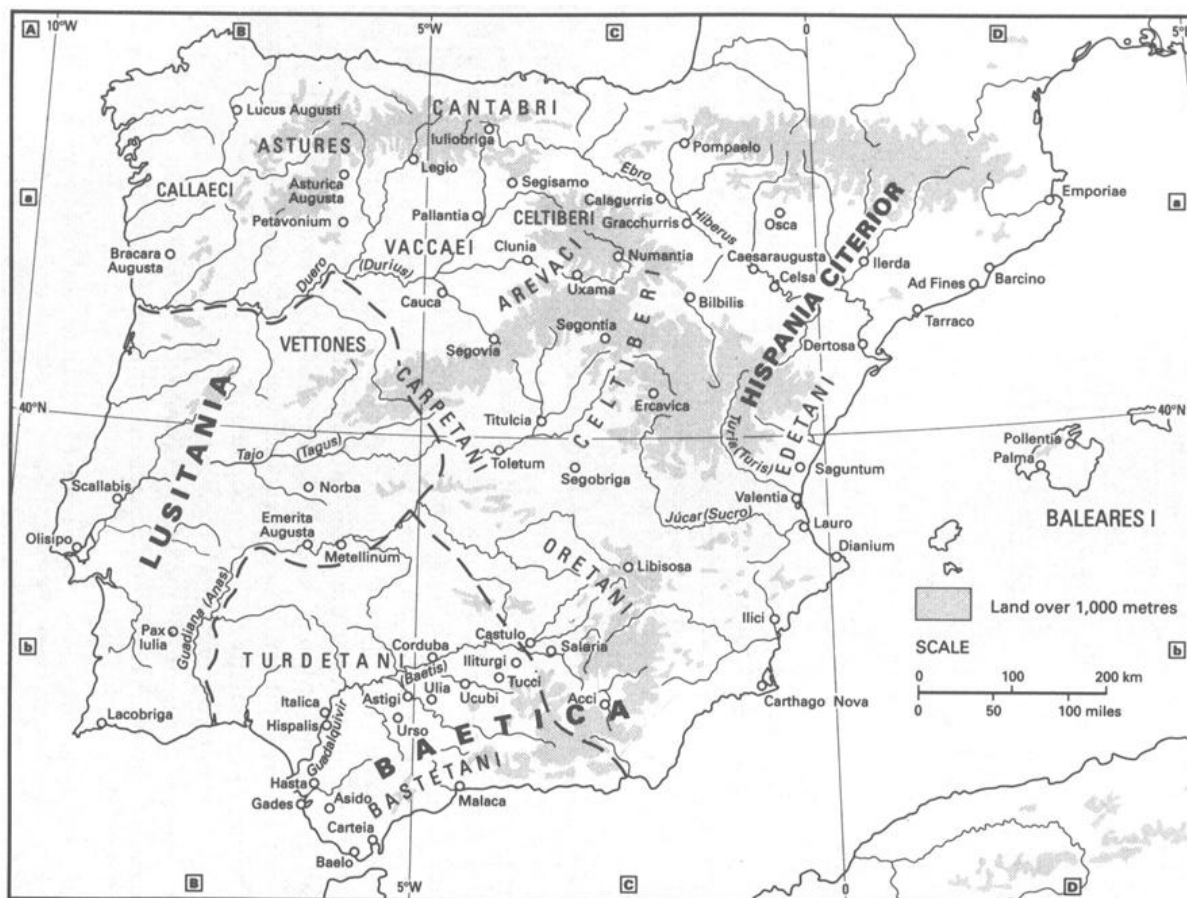 10°W
5°W
0
5°
A
B
C
D
CANTABRI
Lucus Augusti
Iuliobriga
ASTURES
Legio
Pompaelo
CALLAECI
Asturica
Augusta
Segisamo
Ebro
Emporiae
a
a
Calagurris
Petavonium
Pallantia
CELTIBERI
Gracchurris
Hiberus
Osca
VACCAEI
Bracara
Augusta
Clunia
Numantia
Caesaraugusta
Ilerda
Duero
(Durius)
AREVACI
Uxama
Celsa
Ad Fines
Barcino
Cauca
Bilbilis
HISPANIA CITERIOR
Tarraco
VETTONES
Segovia
Segontia
Dertosa
CELTIBERI
CARPETANI
Ercavica
40°N
40°N
LUSITANIA
Titulcia
EDETANI
Turia (Turis)
Pollentia
Palma
Tajo
(Tagus)
Toletum
Segobriga
Saguntum
Norba
Scallabis
Valentia
BALEARES I
Júcar (Sucro)
Lauro
Emerita
Augusta
Olisipo
Metellinum
ORETANI
Dianium
Libisosa
Guadiana (Anas)
Land over 1,000 metres
Ilici
Pax
Iulia
b
b
Castulo
Salaria
SCALE
Corduba
TURDETANI
(Baetis)
Iliturgi
Tucci
0 100 200 km
0 50 100 miles
Carthago Nova
Astigi
Ulia
Ucubi
Acci
Italica
Hispalis
Lacobriga
Urso
BAETICA
Guadalquivir
BASTETANI
Hasta
Gades
Asido
Malaca
Carteia
Baelo
B
5°W
C
0
D